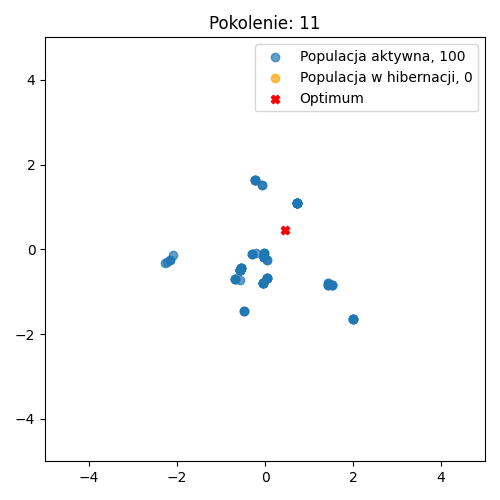 Pokolenie: 11
Populacja aktywna, 100
Populacja w hibernacji, 0
Optimum
4
2
0
−2
−4
−4
−2
0
2
4